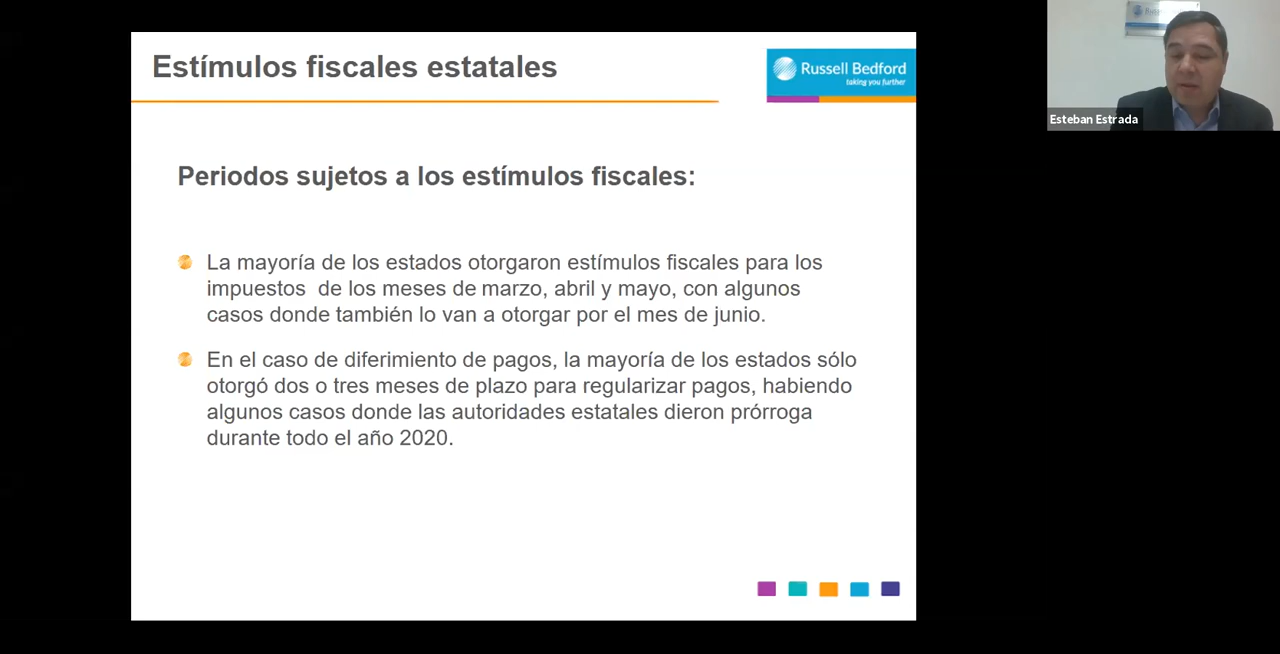 Estímulos fiscales estatales
Russell Bedford
taking you further
Esteban Estrada
Periodos sujetos a los estímulos fiscales:
La mayoría de los estados otorgaron estímulos fiscales para los
impuestos  de los meses de marzo, abril y mayo, con algunos
casos donde también lo van a otorgar por el mes de junio.
En el caso de diferimiento de pagos, la mayoría de los estados sólo
otorgó dos o tres meses de plazo para regularizar pagos, habiendo
algunos casos donde las autoridades estatales dieron prórroga
durante todo el año 2020.